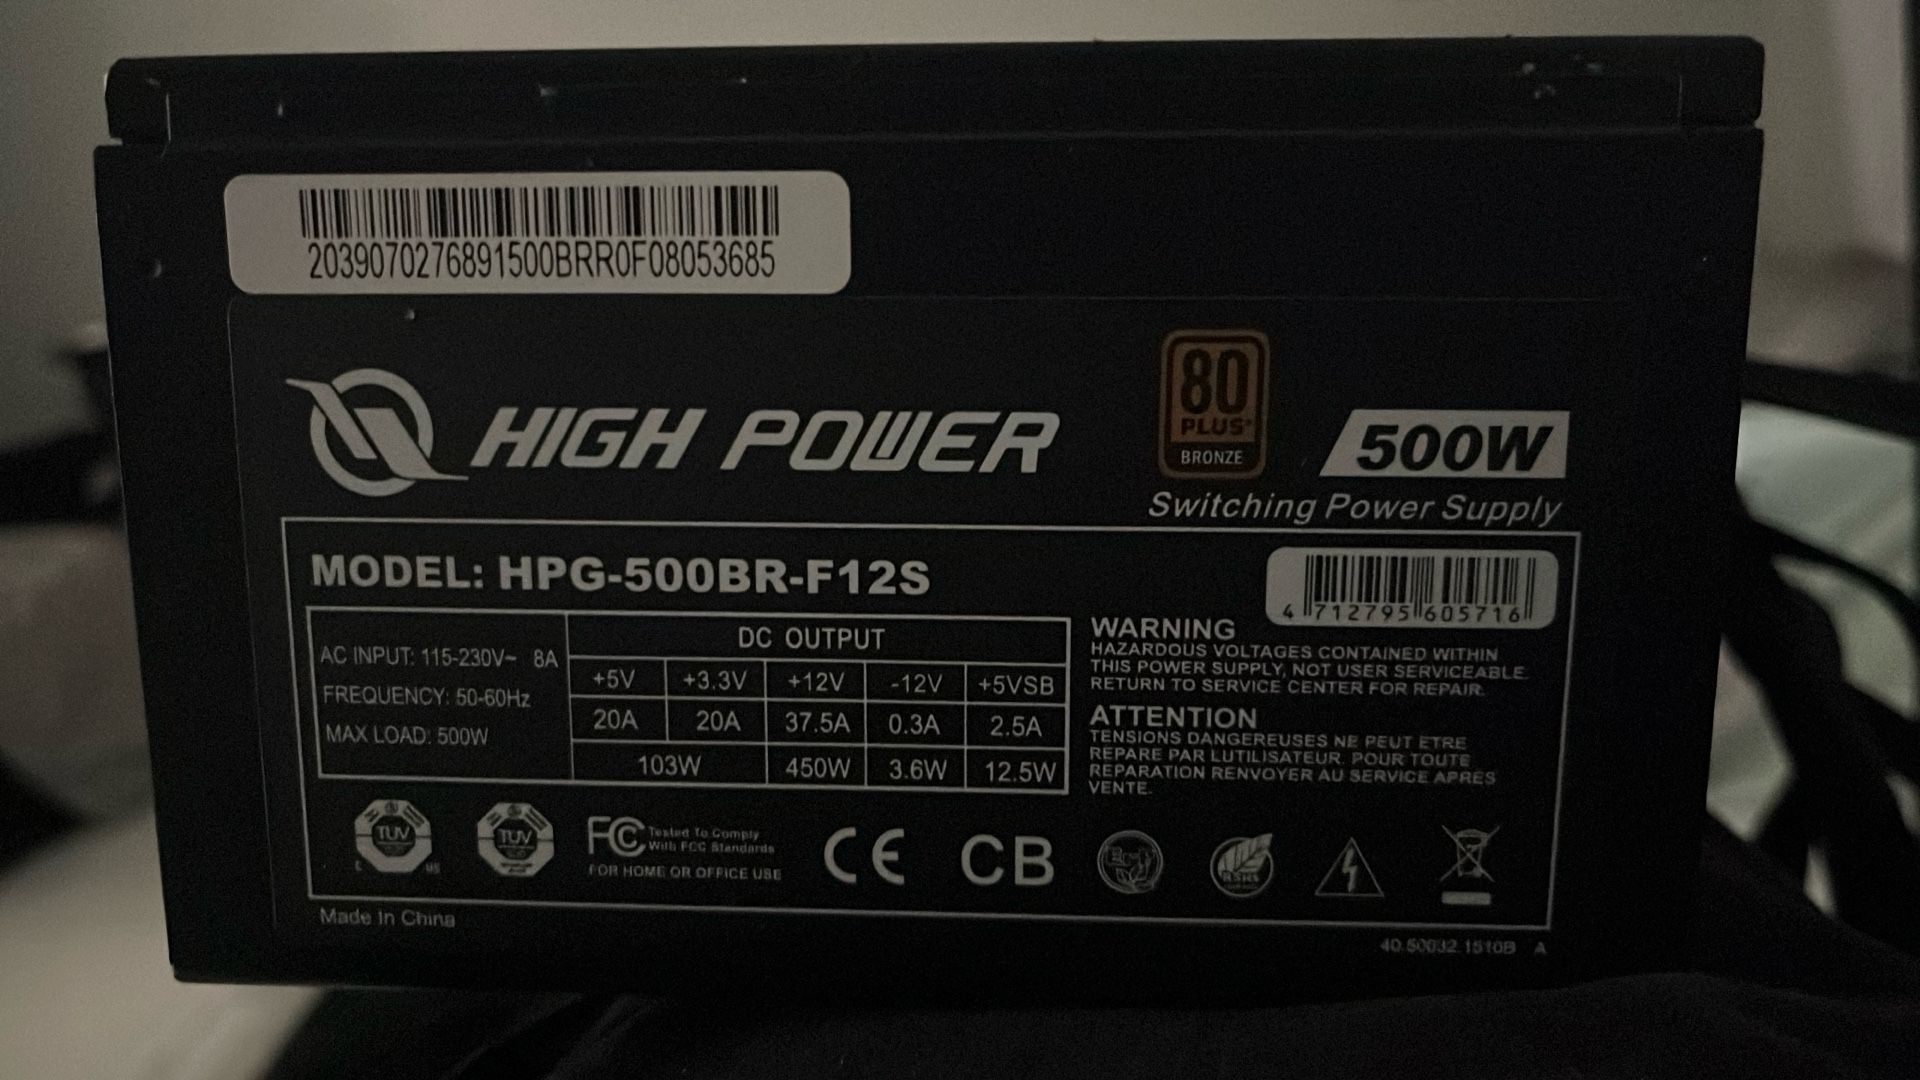 2039070276891500BRR0F08053685
HIGH POWER
80
PLUS
BRONZE
500W
Switching Power Supply
MODEL: HPG-500BR-F12S
4 712795 605716
AC INPUT: 115-230V~ 8A
FREQUENCY: 50-60Hz
MAX LOAD: 500W
DC OUTPUT
+5V +3.3V +12V -12V +5VSB
20A 20A 37.5A 0.3A 2.5A
103W 450W 3.6W 12.5W
WARNING
HAZARDOUS VOLTAGES CONTAINED WITHIN
THIS POWER SUPPLY, NOT USER SERVICEABLE.
RETURN TO SERVICE CENTER FOR REPAIR.
ATTENTION
TENSIONS DANGEREUSES NE PEUT ETRE
REPARE PAR LUTILISATEUR. POUR TOUTE
REPARATION RENVOYER AU SERVICE APRES
VENTE.
TUV
C US
TUV
FC Tested To Comply
With FCC Standards
FOR HOME OR OFFICE USE
CE
CB
RoHS
Made In China
40.50032.1510B A